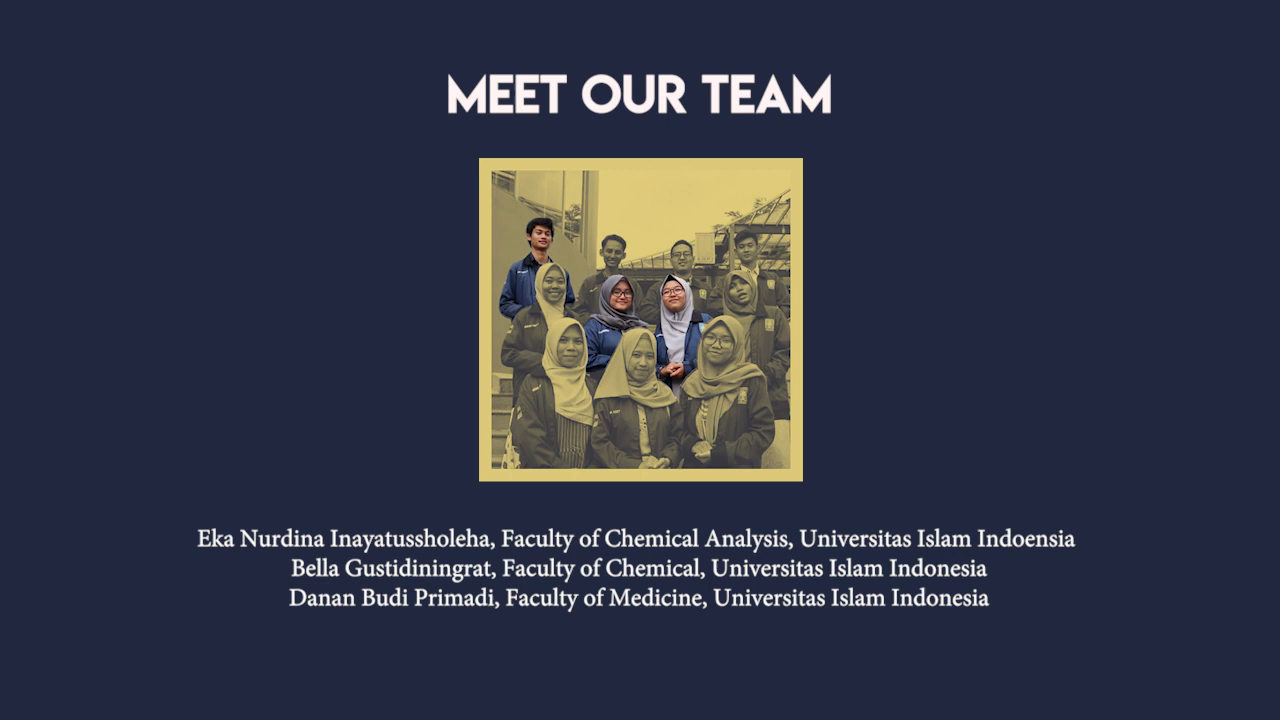 MEET OUR TEAM
Eka Nurdina Inayatussholeha, Faculty of Chemical Analysis, Universitas Islam Indoensia
Bella Gustidiningrat, Faculty of Chemical, Universitas Islam Indonesia
Danan Budi Primadi, Faculty of Medicine, Universitas Islam Indonesia